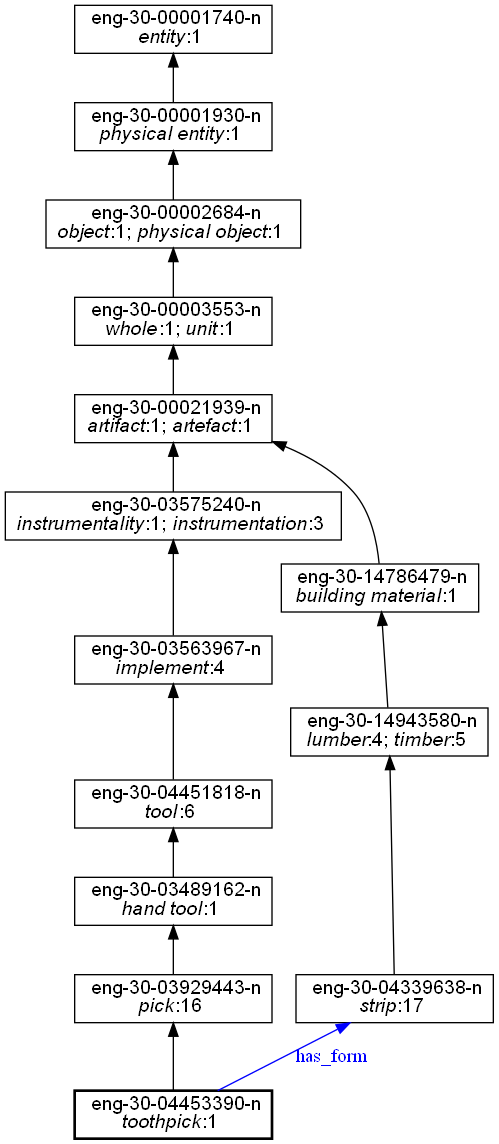 eng-30-00001740-n
entity:1
eng-30-00001930-n
physical entity:1
eng-30-00002684-n
object:1; physical object:1
eng-30-00003553-n
whole:1; unit:1
eng-30-00021939-n
artifact:1; artefact:1
eng-30-03575240-n
instrumentality:1; instrumentation:3
eng-30-14786479-n
building material:1
eng-30-03563967-n
implement:4
eng-30-14943580-n
lumber:4; timber:5
eng-30-04451818-n
tool:6
eng-30-03489162-n
hand tool:1
eng-30-03929443-n
pick:16
eng-30-04339638-n
strip:17
has_form
eng-30-04453390-n
toothpick:1